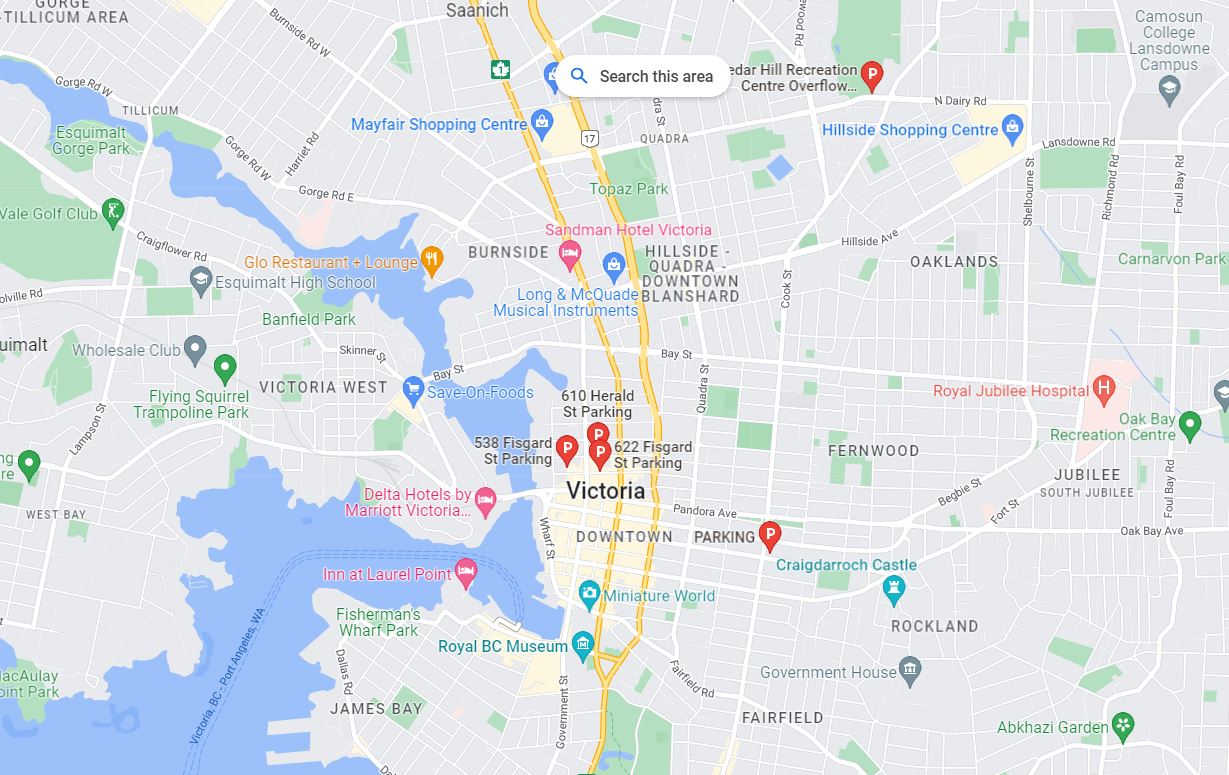 GORGE
-TILLICUM AREA
Saanich
Burnside Rd W
Camosun
College
Lansdowne
Campus
1
Search this area
Cedar Hill Recreation
Centre Overflow...
P
N Dairy Rd
Gorge Rd W
TILLICUM
Esquimalt
Gorge Park
Mayfair Shopping Centre
17
QUADRA
Hillside Shopping Centre
Lansdowne Rd
Harriet Rd
Gorge Rd W
Gorge Rd E
Topaz Park
Shelbourne St
Richmond Rd
Foul Bay Rd
Vale Golf Club
Craigflower Rd
Sandman Hotel Victoria
BURNSIDE
HILLSIDE -
QUADRA -
DOWNTOWN
BLANSHARD
Hillside Ave
OAKLANDS
Carnarvon Park
Glo Restaurant + Lounge
Esquimalt High School
Cook St
Long & McQuade
Musical Instruments
olville Rd
Banfield Park
quimalt
Wholesale Club
Skinner St
Bay St
Bay St
Quadra St
VICTORIA WEST
Save-On-Foods
Flying Squirrel
Trampoline Park
Royal Jubilee Hospital
H
Oak Bay
Recreation Centre
610 Herald
St Parking
P
538 Fisgard
St Parking
P
622 Fisgard
St Parking
P
Lampson St
FERNWOOD
JUBILEE
SOUTH JUBILEE
Foul Bay Rd
Victoria
Delta Hotels by
Marriott Victoria...
WEST BAY
Wharf St
DOWNTOWN
Pandora Ave
PARKING
P
Begbie St
Fort St
Oak Bay Ave
Craigdarroch Castle
Inn at Laurel Point
Miniature World
Fisherman's
Wharf Park
ROCKLAND
Royal BC Museum
Victoria, BC - Port Angeles, WA
MacAulay
oint Park
Dallas Rd
Government St
Fairfield Rd
Government House
JAMES BAY
FAIRFIELD
Abkhazi Garden
Dallas Rd